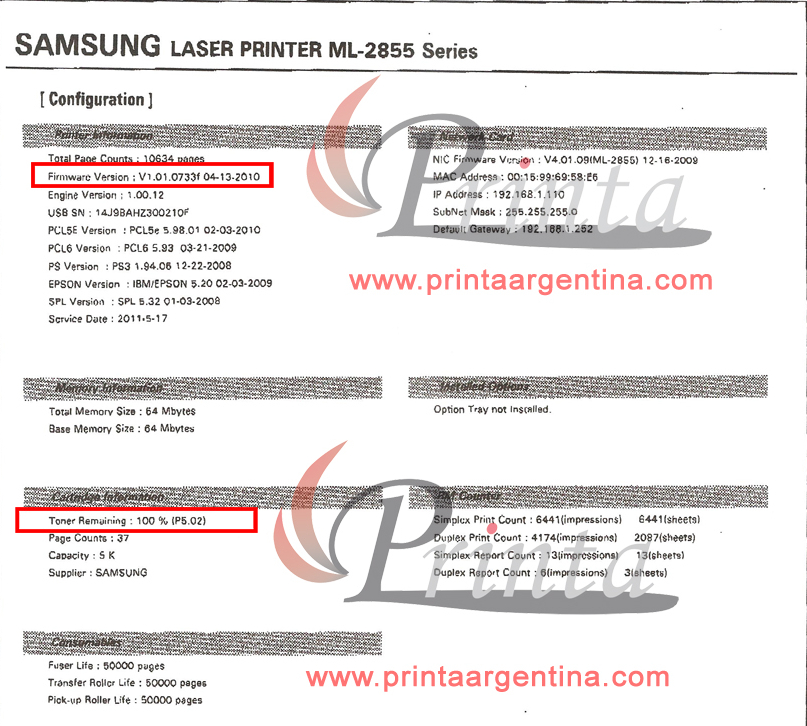 SAMSUNG LASER PRINTER ML-2855 Series
[ Configuration ]
Printer Information
Total Page Counts : 10634 pages
Firmware Version : V1.01.0733f 04-13-2010
Engine Version : 1.00.12
USB SN : 14J9BAHZ300210F
PCL5E Version : PCL5e 5.98.01 02-03-2010
PCL6 Version : PCL6 5.93 03-21-2009
PS Version : PS3 1.94.06 12-22-2008
EPSON Version : IBM/EPSON 5.20 02-03-2009
SPL Version : SPL 5.32 01-03-2008
Service Date : 2011-5-17
Network Card
NIC Firmware Version : V4.01.09(ML-2855) 12-16-2009
MAC Address : 00:15:99:69:58:E6
IP Address : 192.168.1.110
SubNet Mask : 255.255.255.0
Default Gateway : 192.168.1.252
Printa
www.printaargentina.com
Memory Information
Total Memory Size : 64 Mbytes
Base Memory Size : 64 Mbytes
Detailed Options
Option Tray not Installed.
Cartridge Information
Toner Remaining : 100 % (P5.02)
Page Counts : 37
Capacity : 5 K
Supplier : SAMSUNG
RM Counter
Simplex Print Count : 6441(impressions) 6441(sheets)
Duplex Print Count : 4174(impressions) 2087(sheets)
Simplex Report Count : 13(impressions) 13(sheets)
Duplex Report Count : 6(impressions) 3(sheets)
Printa
Consumables
Fuser Life : 50000 pages
Transfer Roller Life : 50000 pages
Pick-up Roller Life : 50000 pages
www.printaargentina.com